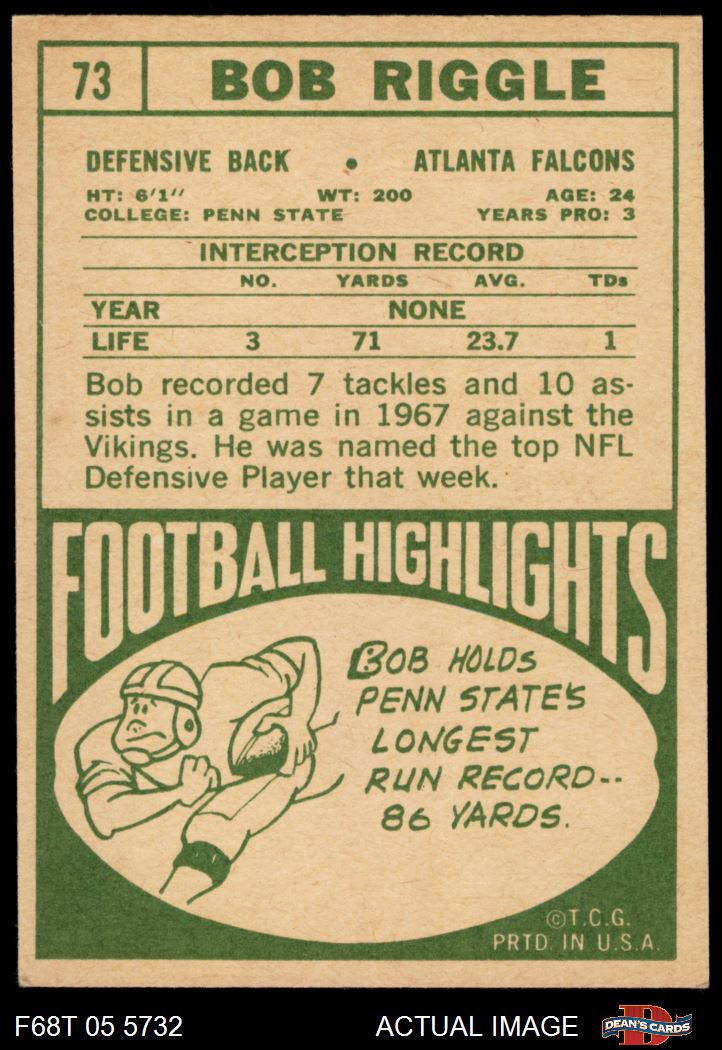 73 BOB RIGGLE
DEFENSIVE BACK • ATLANTA FALCONS
HT: 6'1" WT: 200 AGE: 24
COLLEGE: PENN STATE YEARS PRO: 3
INTERCEPTION RECORD
NO. YARDS AVG. TDs
YEAR NONE
LIFE 3 71 23.7 1
Bob recorded 7 tackles and 10 as-
sists in a game in 1967 against the
Vikings. He was named the top NFL
Defensive Player that week.
FOOTBALL HIGHLIGHTS
BOB HOLDS
PENN STATE'S
LONGEST
RUN RECORD--
86 YARDS.
©T.C.G.
PRTD. IN U.S.A.
F68T 05 5732 ACTUAL IMAGE D DEAN'S CARDS